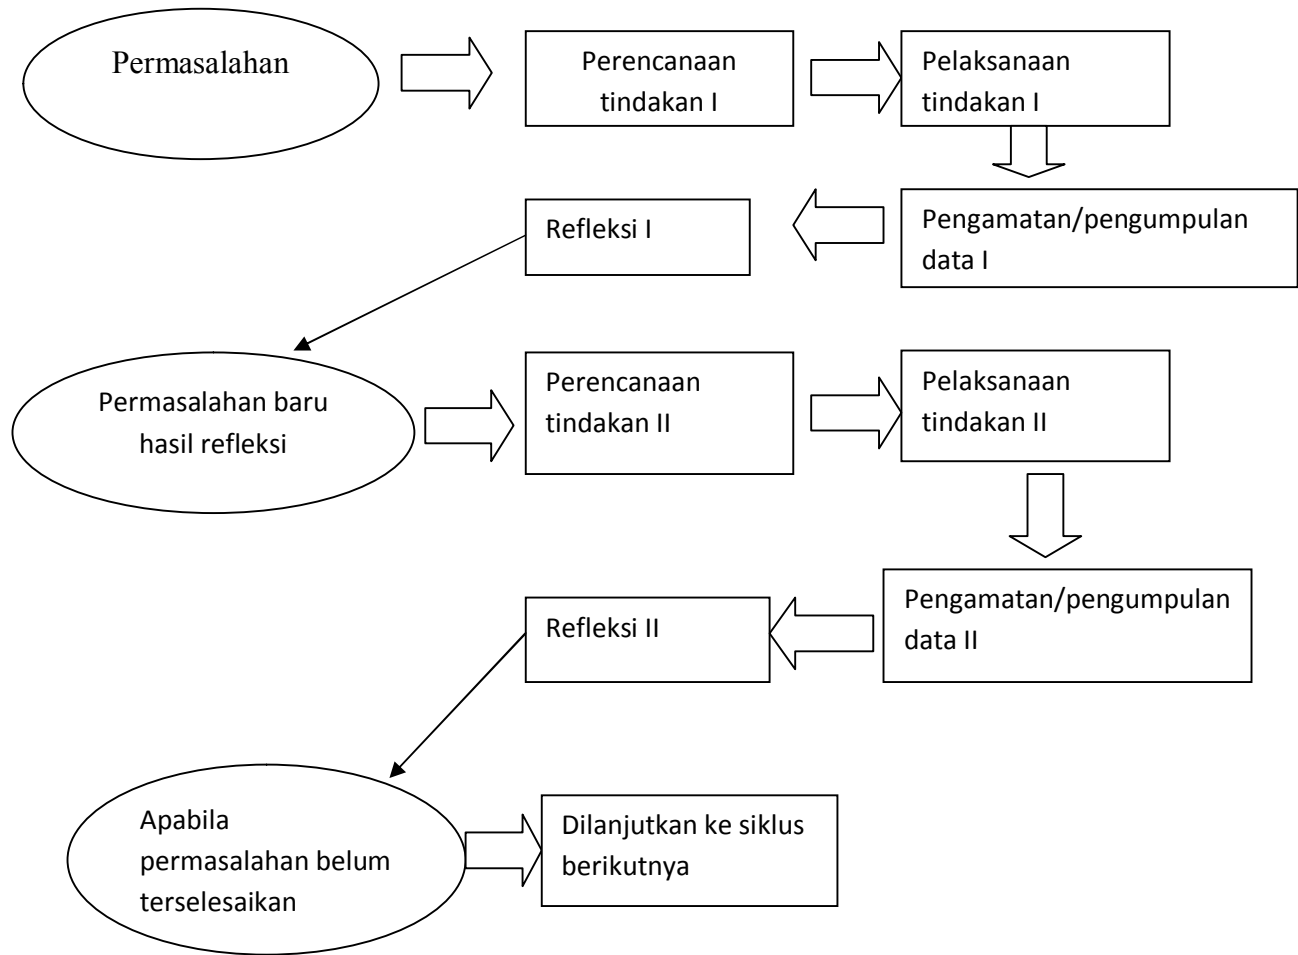 Permasalahan
Perencanaan
tindakan I
Pelaksanaan
tindakan I
Pengamatan/pengumpulan
data I
Refleksi I
Permasalahan baru
hasil refleksi
Perencanaan
tindakan II
Pelaksanaan
tindakan II
Pengamatan/pengumpulan
data II
Refleksi II
Apabila
permasalahan belum
terselesaikan
Dilanjutkan ke siklus
berikutnya